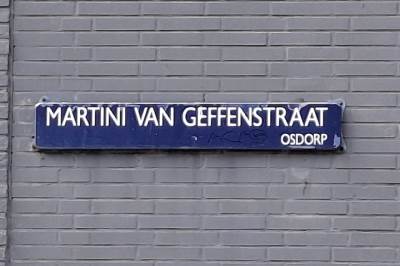 MARTINI VAN GEFFENSTRAAT
OSDORP